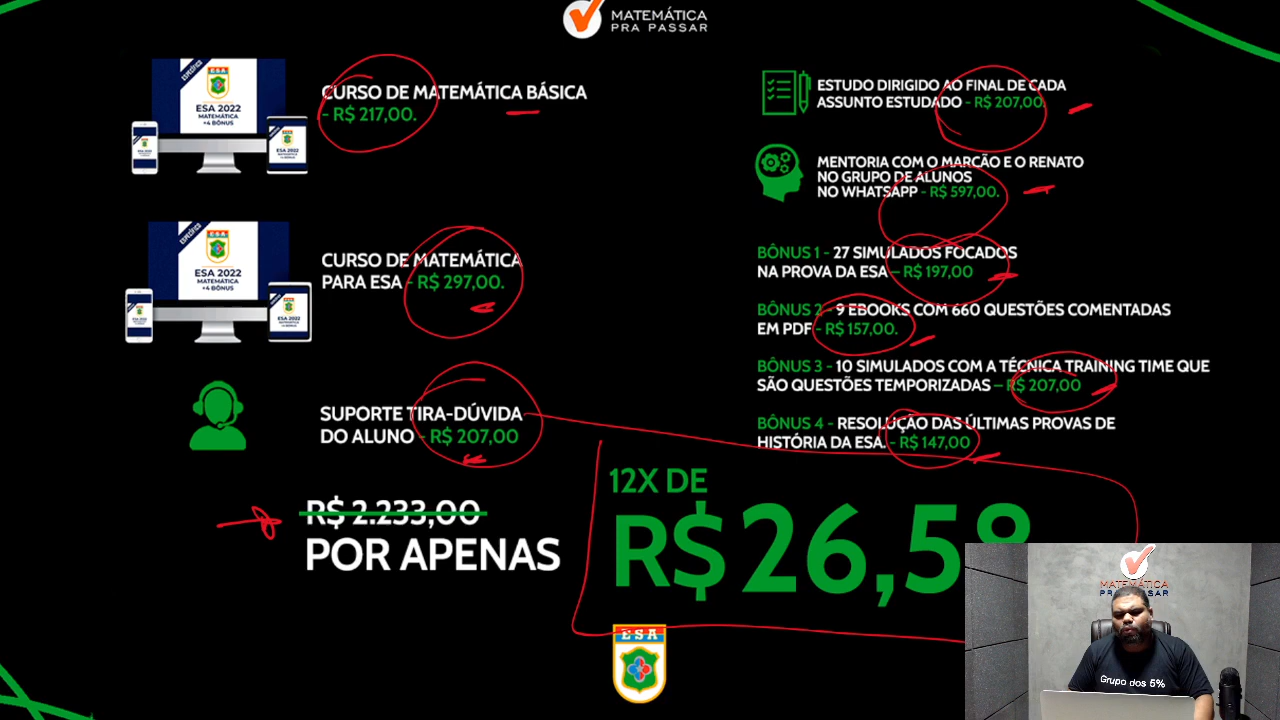 MATEMÁTICA
PRA PASSAR
ESPECÍFICO
ESA 2022
MATEMÁTICA
+4 BÔNUS
CURSO DE MATEMÁTICA BÁSICA
- R$ 217,00.
ESPECÍFICO
ESA 2022
MATEMÁTICA
+4 BÔNUS
CURSO DE MATEMÁTICA
PARA ESA - R$ 297,00.
SUPORTE TIRA-DÚVIDA
DO ALUNO - R$ 207,00
ESTUDO DIRIGIDO AO FINAL DE CADA
ASSUNTO ESTUDADO - R$ 207,00.
MENTORIA COM O MARCÃO E O RENATO
NO GRUPO DE ALUNOS
NO WHATSAPP - R$ 597,00.
BÔNUS 1 - 27 SIMULADOS FOCADOS
NA PROVA DA ESA – R$ 197,00
BÔNUS 2 - 9 EBOOKS COM 660 QUESTÕES COMENTADAS
EM PDF - R$ 157,00.
BÔNUS 3 - 10 SIMULADOS COM A TÉCNICA TRAINING TIME QUE
SÃO QUESTÕES TEMPORIZADAS – R$ 207,00
BÔNUS 4 - RESOLUÇÃO DAS ÚLTIMAS PROVAS DE
HISTÓRIA DA ESA. - R$ 147,00
R$ 2.233,00
POR APENAS
12X DE
R$ 26,58
ESA
MATEMÁTICA
PRA PASSAR
Grupo dos 5%